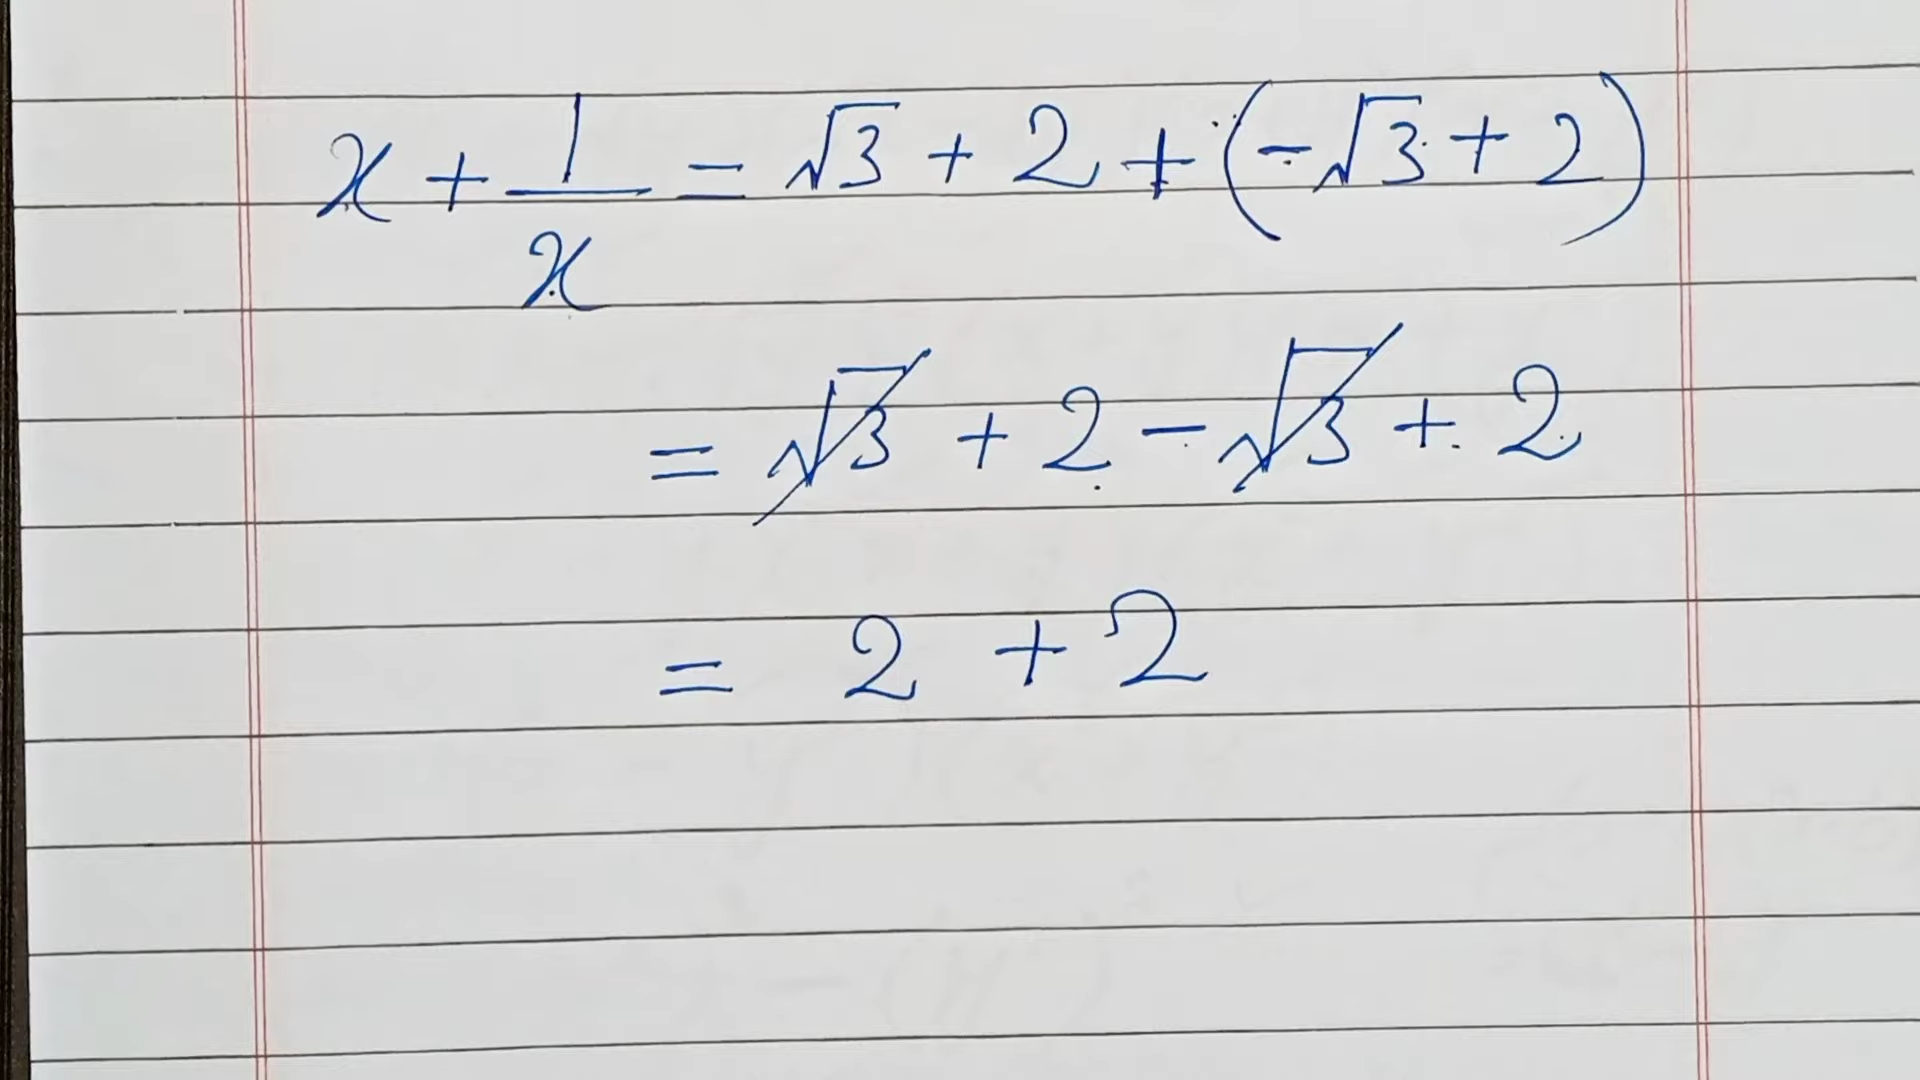 x + 1/x = √3 + 2 + (-√3 + 2)
= √3 + 2 - √3 + 2
= 2 + 2